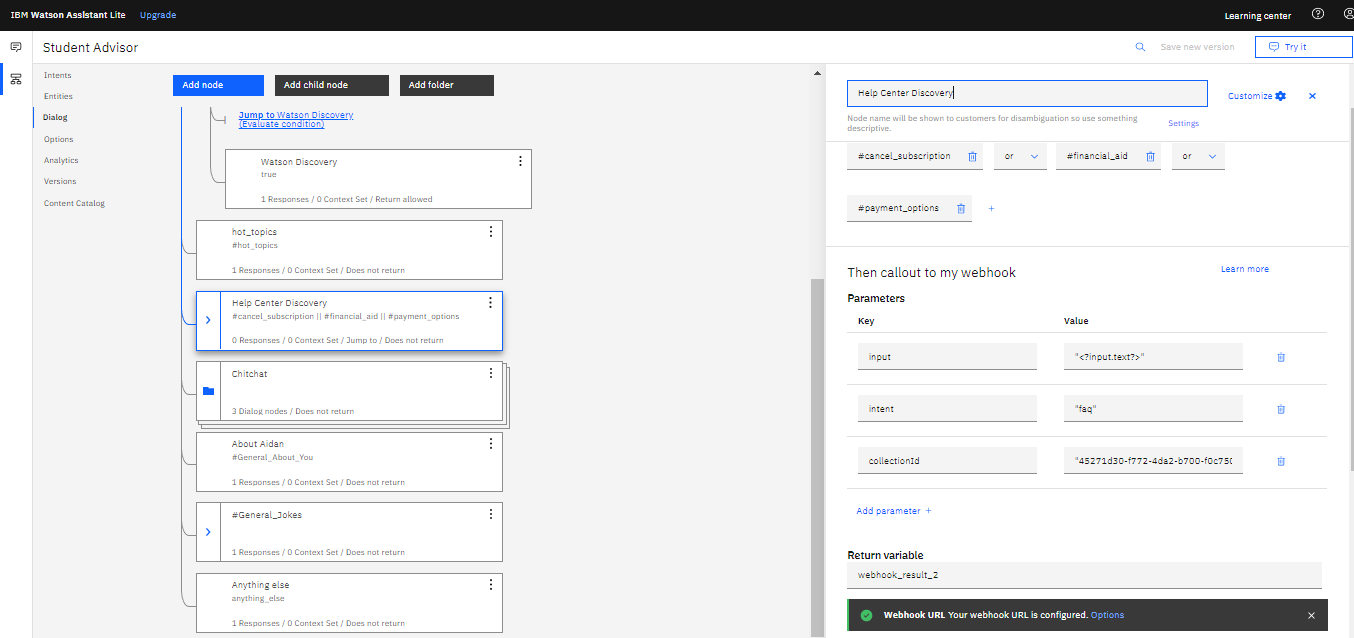 IBM Watson Assistant Lite
Upgrade
Learning center
Student Advisor
Save new version
Try it
Intents
Entities
Dialog
Options
Analytics
Versions
Content Catalog
Add node
Add child node
Add folder
Jump to Watson Discovery
(Evaluate condition)
Watson Discovery
true
1 Responses / 0 Context Set / Return allowed
hot_topics
#hot_topics
1 Responses / 0 Context Set / Does not return
Help Center Discovery
#cancel_subscription || #financial_aid || #payment_options
0 Responses / 0 Context Set / Jump to / Does not return
Chitchat
3 Dialog nodes / Does not return
About Aidan
#General_About_You
1 Responses / 0 Context Set / Does not return
#General_Jokes
1 Responses / 0 Context Set / Does not return
Anything else
anything_else
1 Responses / 0 Context Set / Does not return
Help Center Discovery
Customize
Node name will be shown to customers for disambiguation so use something
descriptive.
Settings
#cancel_subscription or #financial_aid or
#payment_options +
Then callout to my webhook
Learn more
Parameters
Key Value
input "<?input.text?>"
intent "faq"
collectionId "45271d30-f772-4da2-b700-f0c750
Add parameter +
Return variable
webhook_result_2
Webhook URL Your webhook URL is configured. Options